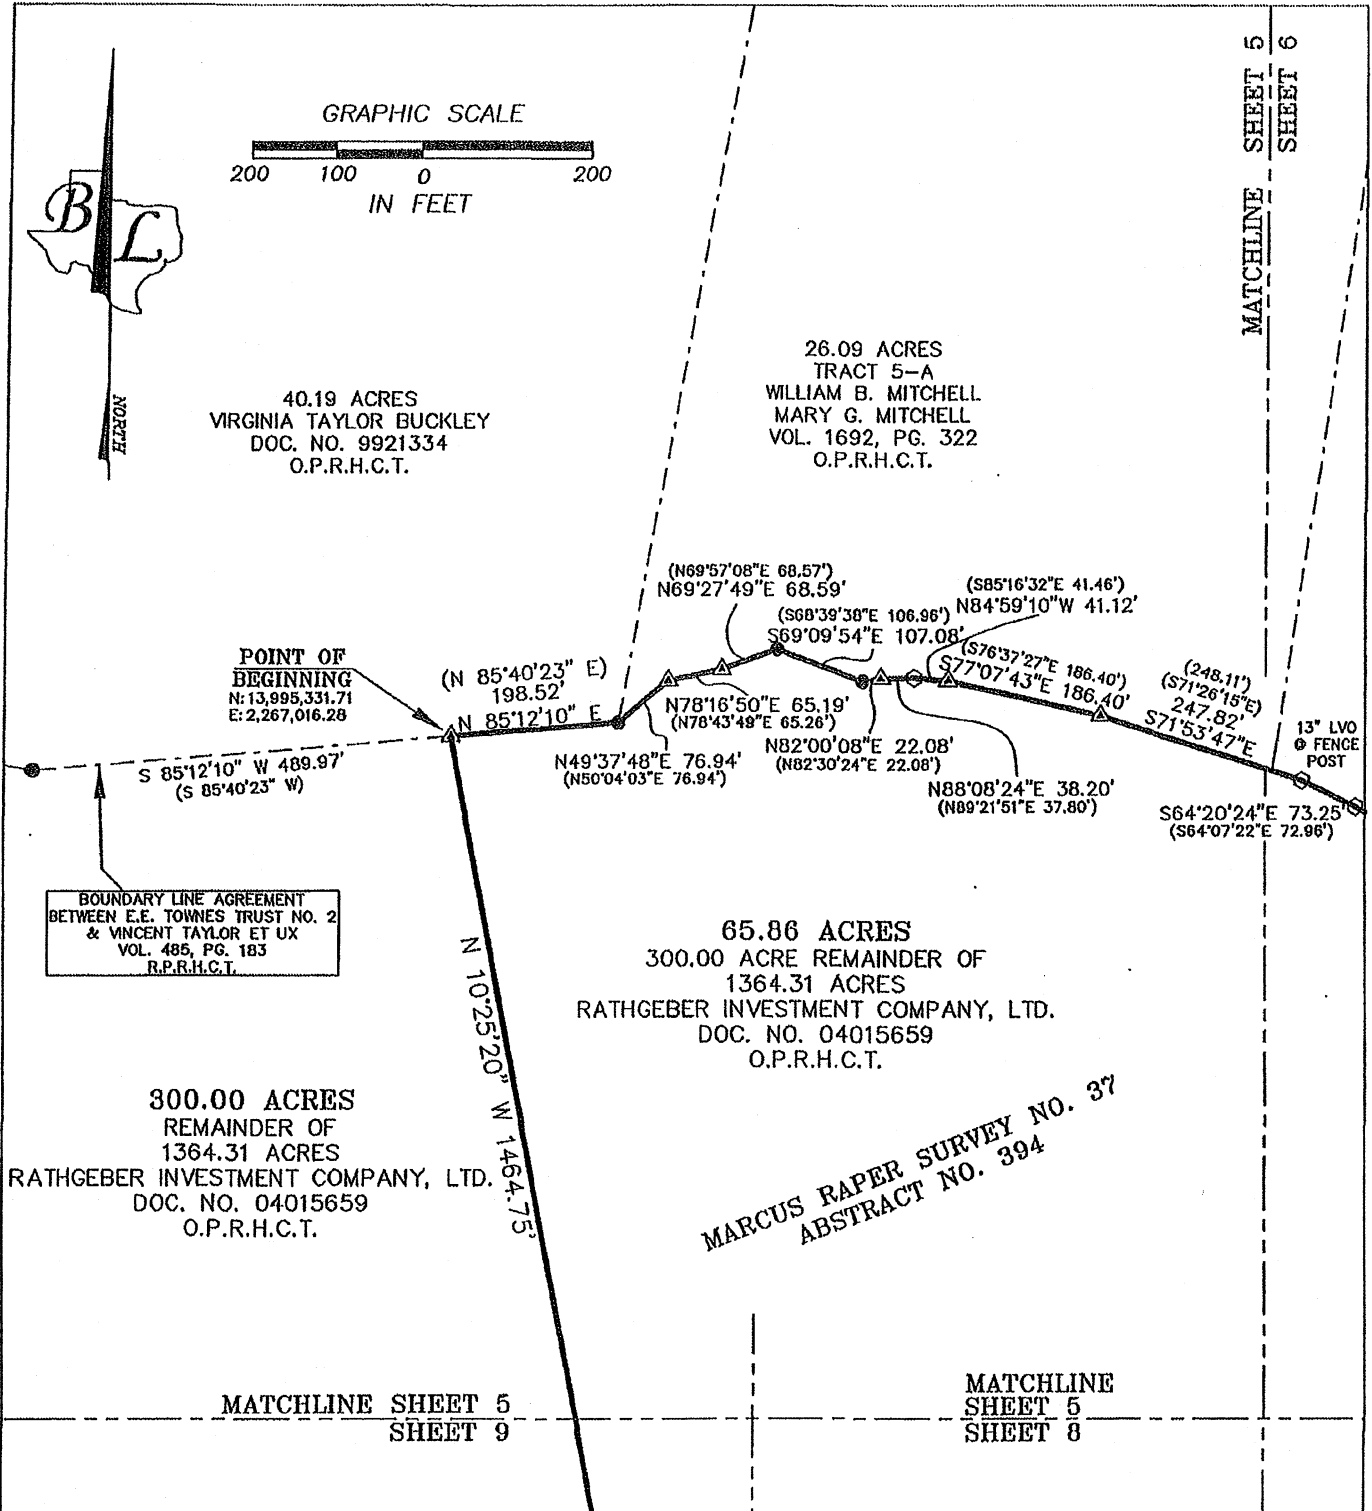 MATCHLINE SHEET 5
SHEET 6
GRAPHIC SCALE
200 100 0 200
IN FEET
B L
NORTH
40.19 ACRES
VIRGINIA TAYLOR BUCKLEY
DOC. NO. 9921334
O.P.R.H.C.T.
26.09 ACRES
TRACT 5-A
WILLIAM B. MITCHELL
MARY G. MITCHELL
VOL. 1692, PG. 322
O.P.R.H.C.T.
(N69°57'08"E 68.57')
N69°27'49"E 68.59'
(S68°39'38"E 106.96')
S69°09'54"E 107.08'
(S85°16'32"E 41.46')
N84°59'10"W 41.12'
(S76°37'27"E 186.40')
S77°07'43"E 186.40'
(248.11')
(S71°26'15"E)
247.82'
S71°53'47"E
13" LVO
FENCE
POST
POINT OF
BEGINNING
N: 13,995,331.71
E: 2,267,016.28
(N 85°40'23" E)
198.52'
N 85°12'10" E
N78°16'50"E 65.19'
(N78°43'49"E 65.26')
N49°37'48"E 76.94'
(N50°04'03"E 76.94')
N82°00'08"E 22.08'
(N82°30'24"E 22.08')
N88°08'24"E 38.20'
(N89°21'51"E 37.80')
S64°20'24"E 73.25'
(S64°07'22"E 72.96')
S 85°12'10" W 489.97'
(S 85°40'23" W)
BOUNDARY LINE AGREEMENT
BETWEEN E.E. TOWNES TRUST NO. 2
& VINCENT TAYLOR ET UX
VOL. 485, PG. 183
R.P.R.H.C.T.
N 10°25'20" W 1464.75'
65.86 ACRES
300.00 ACRE REMAINDER OF
1364.31 ACRES
RATHGEBER INVESTMENT COMPANY, LTD.
DOC. NO. 04015659
O.P.R.H.C.T.
300.00 ACRES
REMAINDER OF
1364.31 ACRES
RATHGEBER INVESTMENT COMPANY, LTD.
DOC. NO. 04015659
O.P.R.H.C.T.
MARCUS RAPER SURVEY NO. 37
ABSTRACT NO. 394
MATCHLINE SHEET 5
SHEET 9
MATCHLINE
SHEET 5
SHEET 8